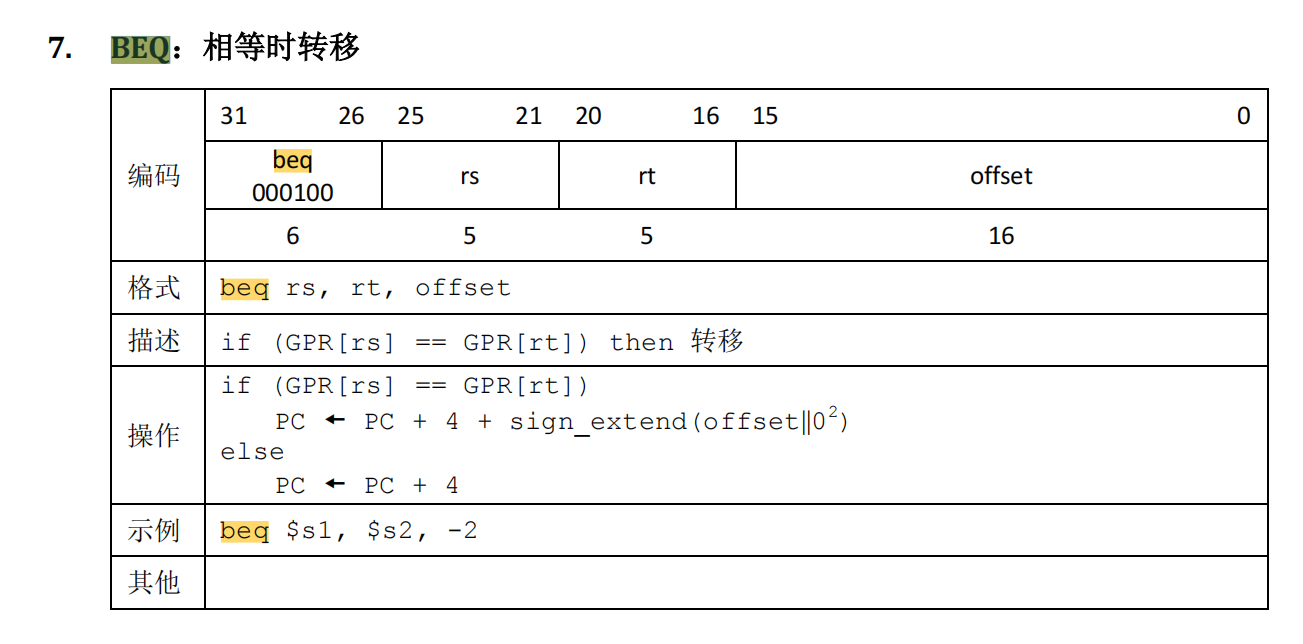 7. BEQ：相等时转移
31 26 25 21 20 16 15 0
编码
beq
000100
rs rt offset
6 5 5 16
格式 beq rs, rt, offset
描述 if (GPR[rs] == GPR[rt]) then 转移
操作
if (GPR[rs] == GPR[rt])
PC ← PC + 4 + sign_extend(offset||0²)
else
PC ← PC + 4
示例 beq $s1, $s2, -2
其他